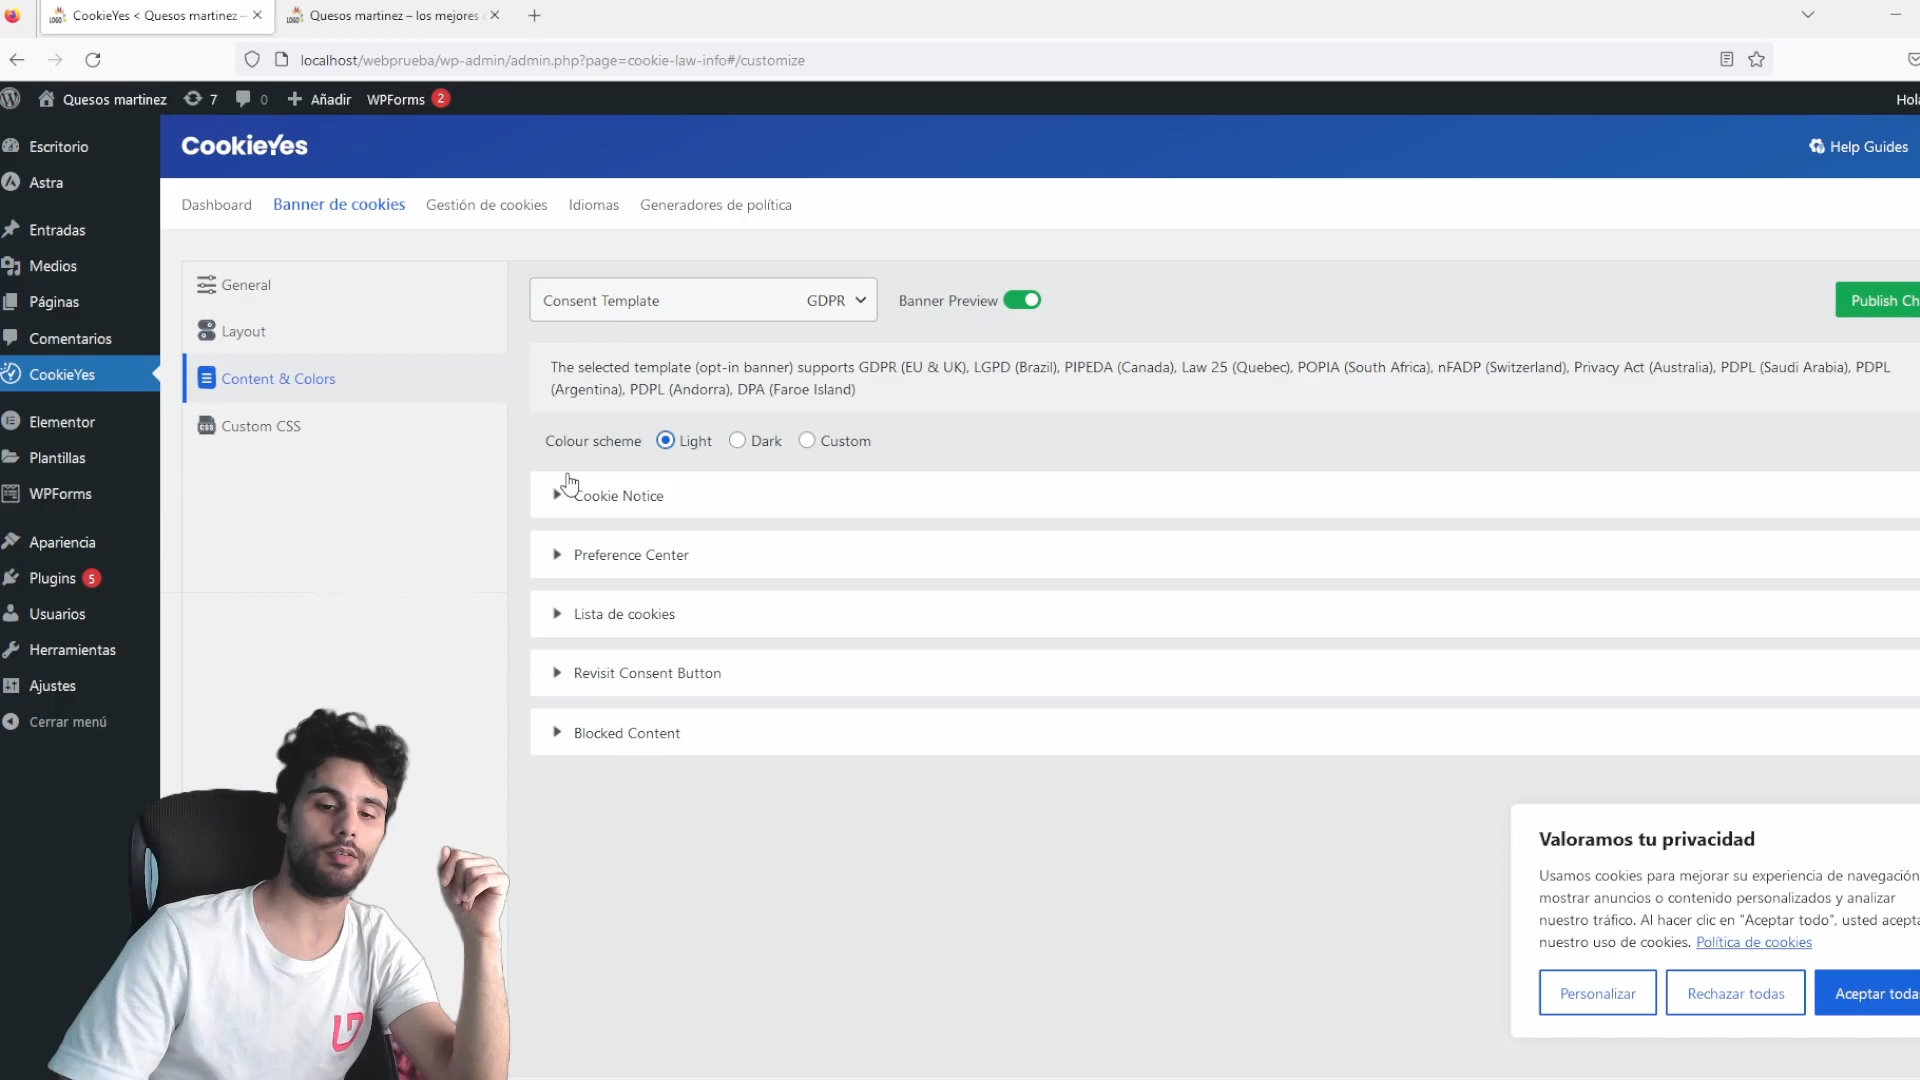 CookieYes < Quesos martinez –
Quesos martinez – los mejores
localhost/webprueba/wp-admin/admin.php?page=cookie-law-info#/customize
Quesos martinez
7
0
Añadir
WPForms 2
Hola
Escritorio
Astra
Entradas
Medios
Páginas
Comentarios
CookieYes
Elementor
Plantillas
WPForms
Apariencia
Plugins 5
Usuarios
Herramientas
Ajustes
Cerrar menú
CookieYes
Help Guides
Dashboard
Banner de cookies
Gestión de cookies
Idiomas
Generadores de política
General
Layout
Content & Colors
Custom CSS
Consent Template
GDPR
Banner Preview
Publish Ch
The selected template (opt-in banner) supports GDPR (EU & UK), LGPD (Brazil), PIPEDA (Canada), Law 25 (Quebec), POPIA (South Africa), nFADP (Switzerland), Privacy Act (Australia), PDPL (Saudi Arabia), PDPL
(Argentina), PDPL (Andorra), DPA (Faroe Island)
Colour scheme
Light
Dark
Custom
Cookie Notice
Preference Center
Lista de cookies
Revisit Consent Button
Blocked Content
Valoramos tu privacidad
Usamos cookies para mejorar su experiencia de navegación
mostrar anuncios o contenido personalizados y analizar
nuestro tráfico. Al hacer clic en "Aceptar todo", usted acepta
nuestro uso de cookies. Política de cookies
Personalizar
Rechazar todas
Aceptar todas